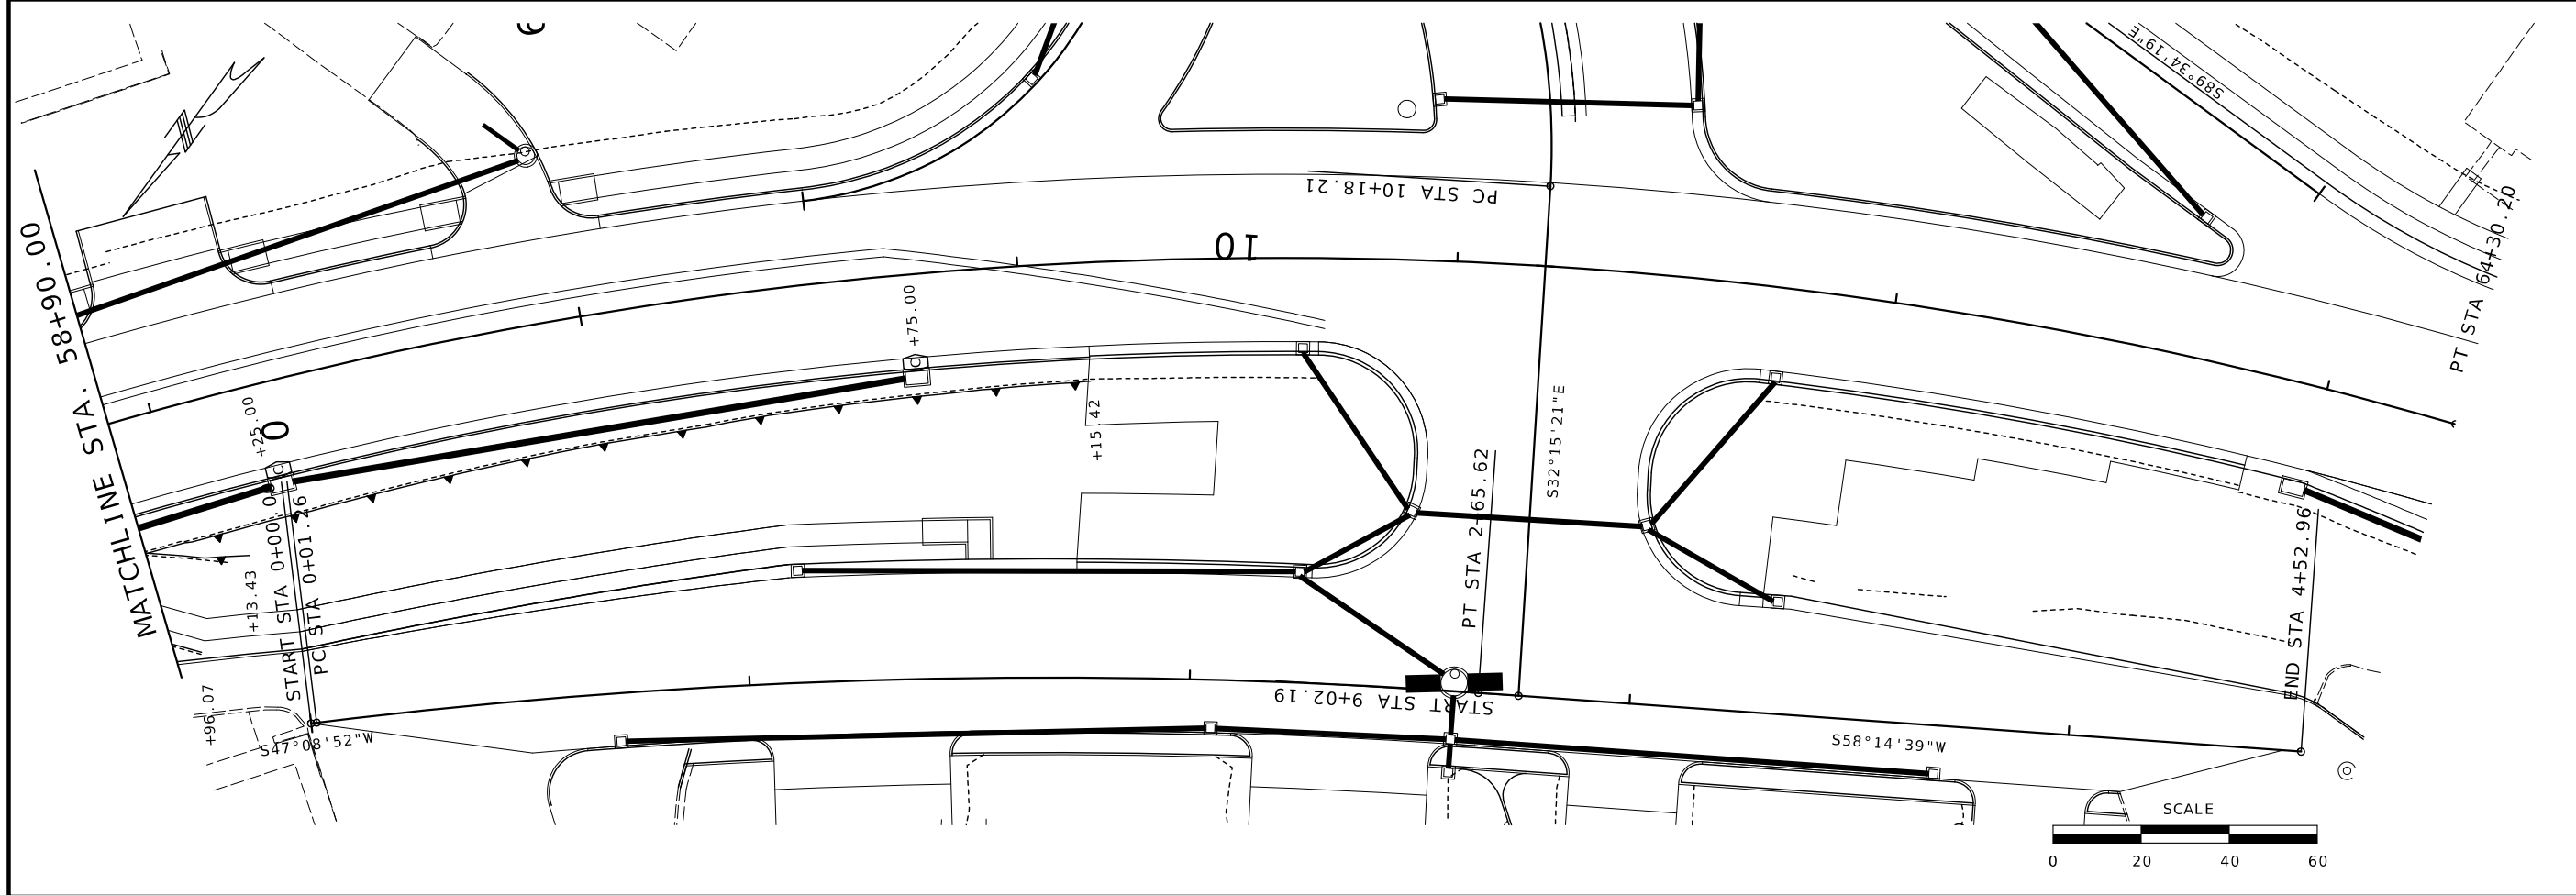 9
S89°34'19"E
PC STA 10+18.21
10
PT STA 64+30.20
MATCHLINE STA. 58+90.00
+75.00
+25.00
0
+15.42
S32°15'21"E
PT STA 2+65.62
START STA 0+00.00
PC STA 0+01.26
+13.43
END STA 4+52.96
START STA 9+02.19
+96.07
S47°08'52"W
S58°14'39"W
C
C
SCALE
0 20 40 60